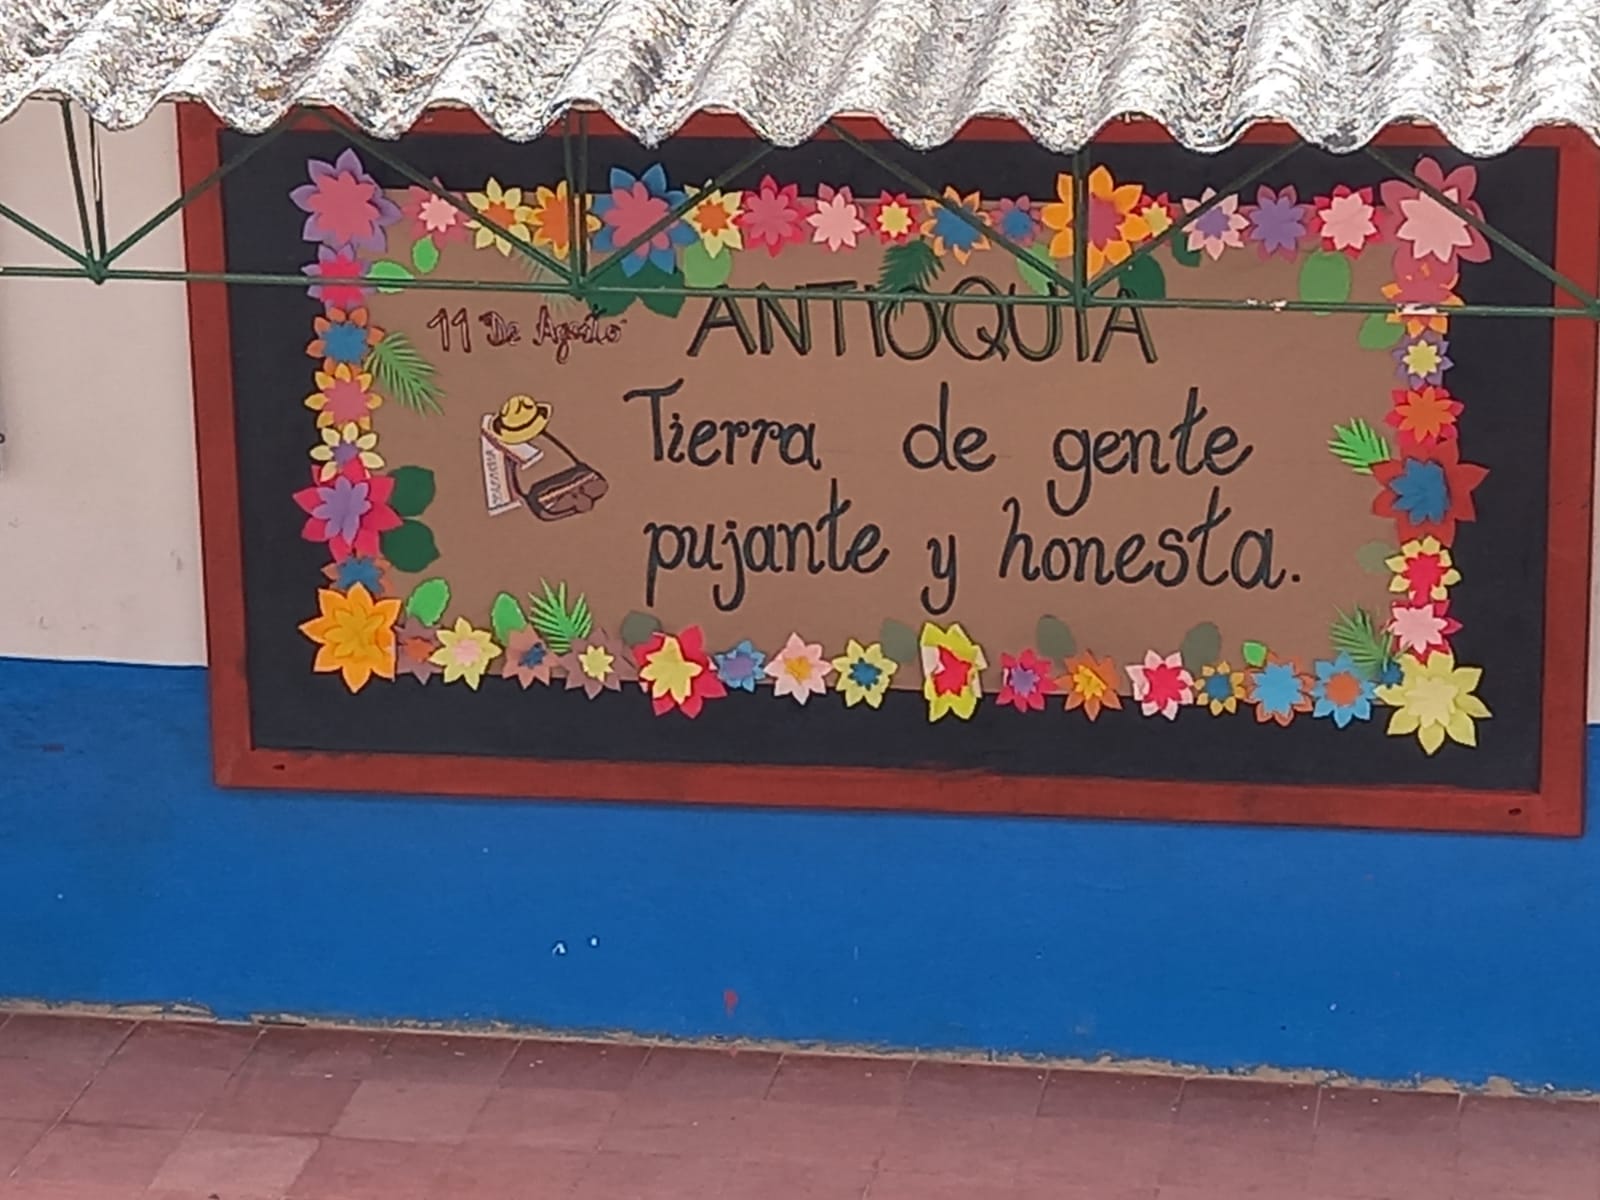 ANTIOQUIA
11 "De Agosto"
Tierra de gente
pujante y honesta.